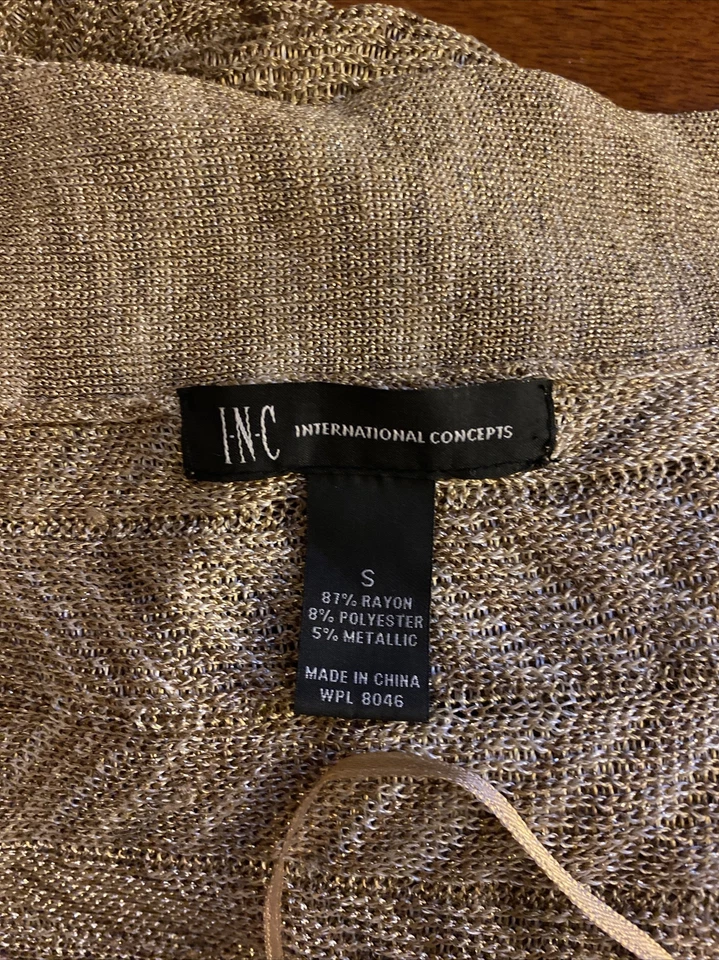 I·N·C INTERNATIONAL CONCEPTS
S
87% RAYON
8% POLYESTER
5% METALLIC
MADE IN CHINA
WPL 8046